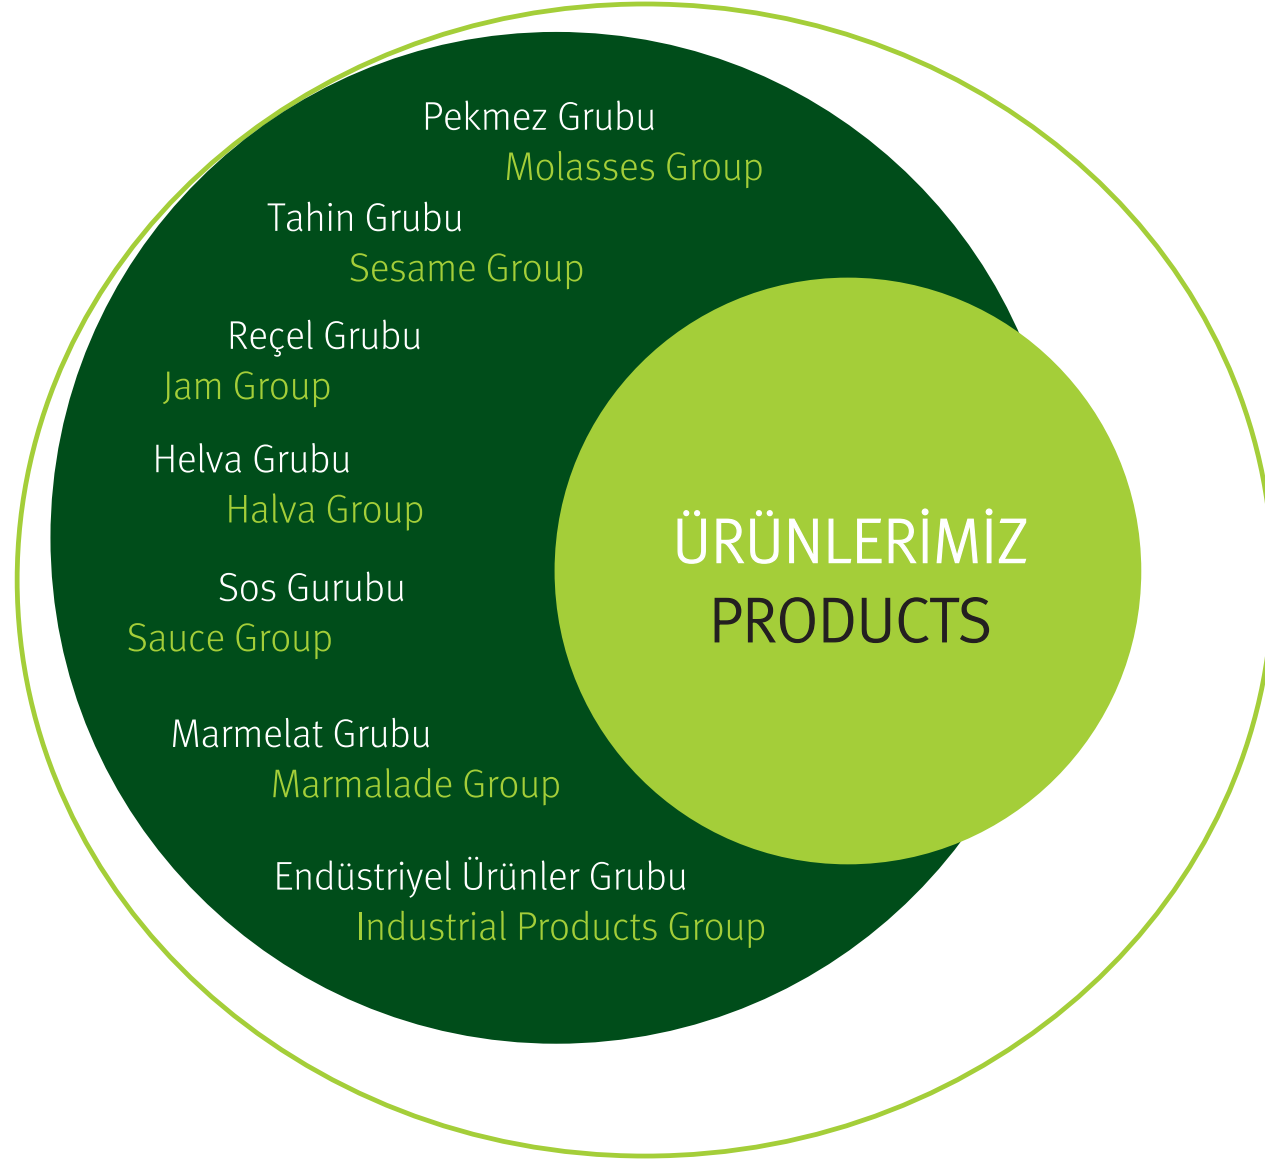 Pekmez Grubu
Molasses Group
Tahin Grubu
Sesame Group
Reçel Grubu
Jam Group
Helva Grubu
Halva Group
Sos Gurubu
Sauce Group
Marmelat Grubu
Marmalade Group
Endüstriyel Ürünler Grubu
Industrial Products Group
ÜRÜNLERİMİZ
PRODUCTS